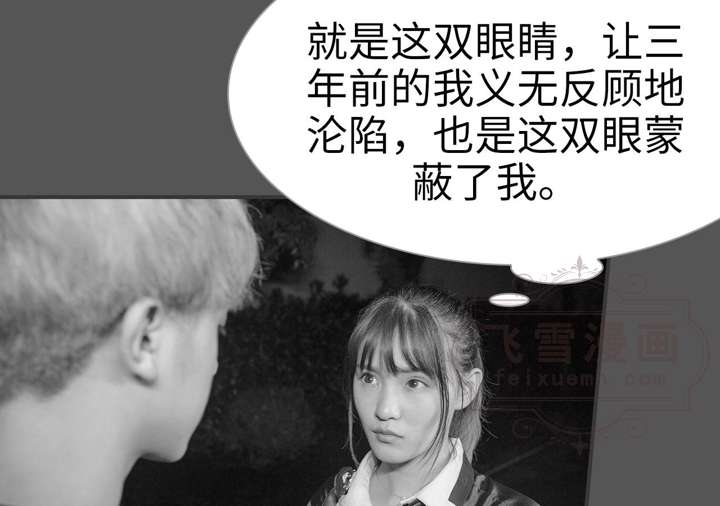 就是这双眼睛，让三
年前的我义无反顾地
沦陷，也是这双眼蒙
蔽了我。
飞雪漫画
feixuemh.com